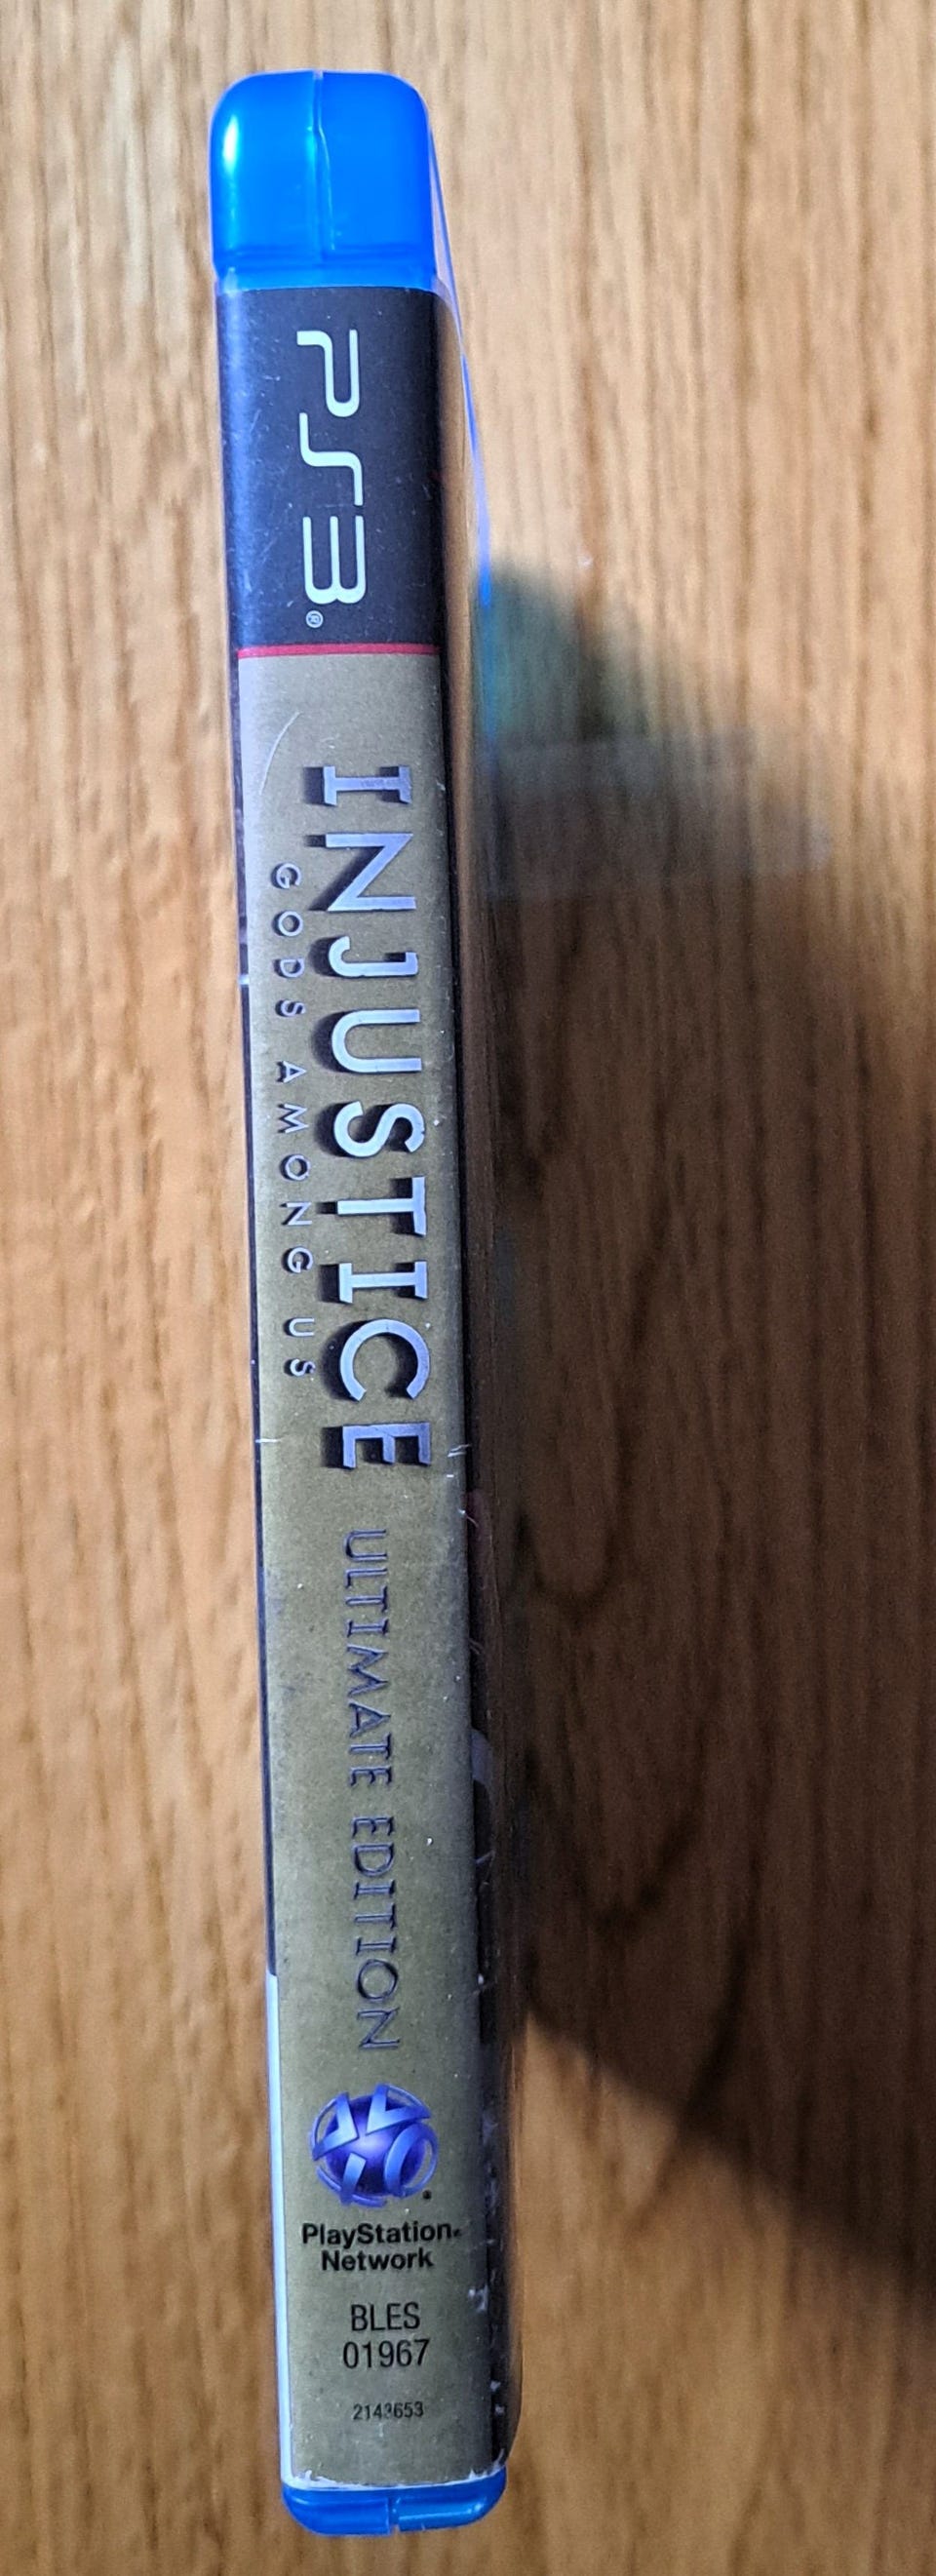 PS3®
INJUSTICE
GODS AMONG US
ULTIMATE EDITION
PlayStation®
Network
BLES
01967
2143653